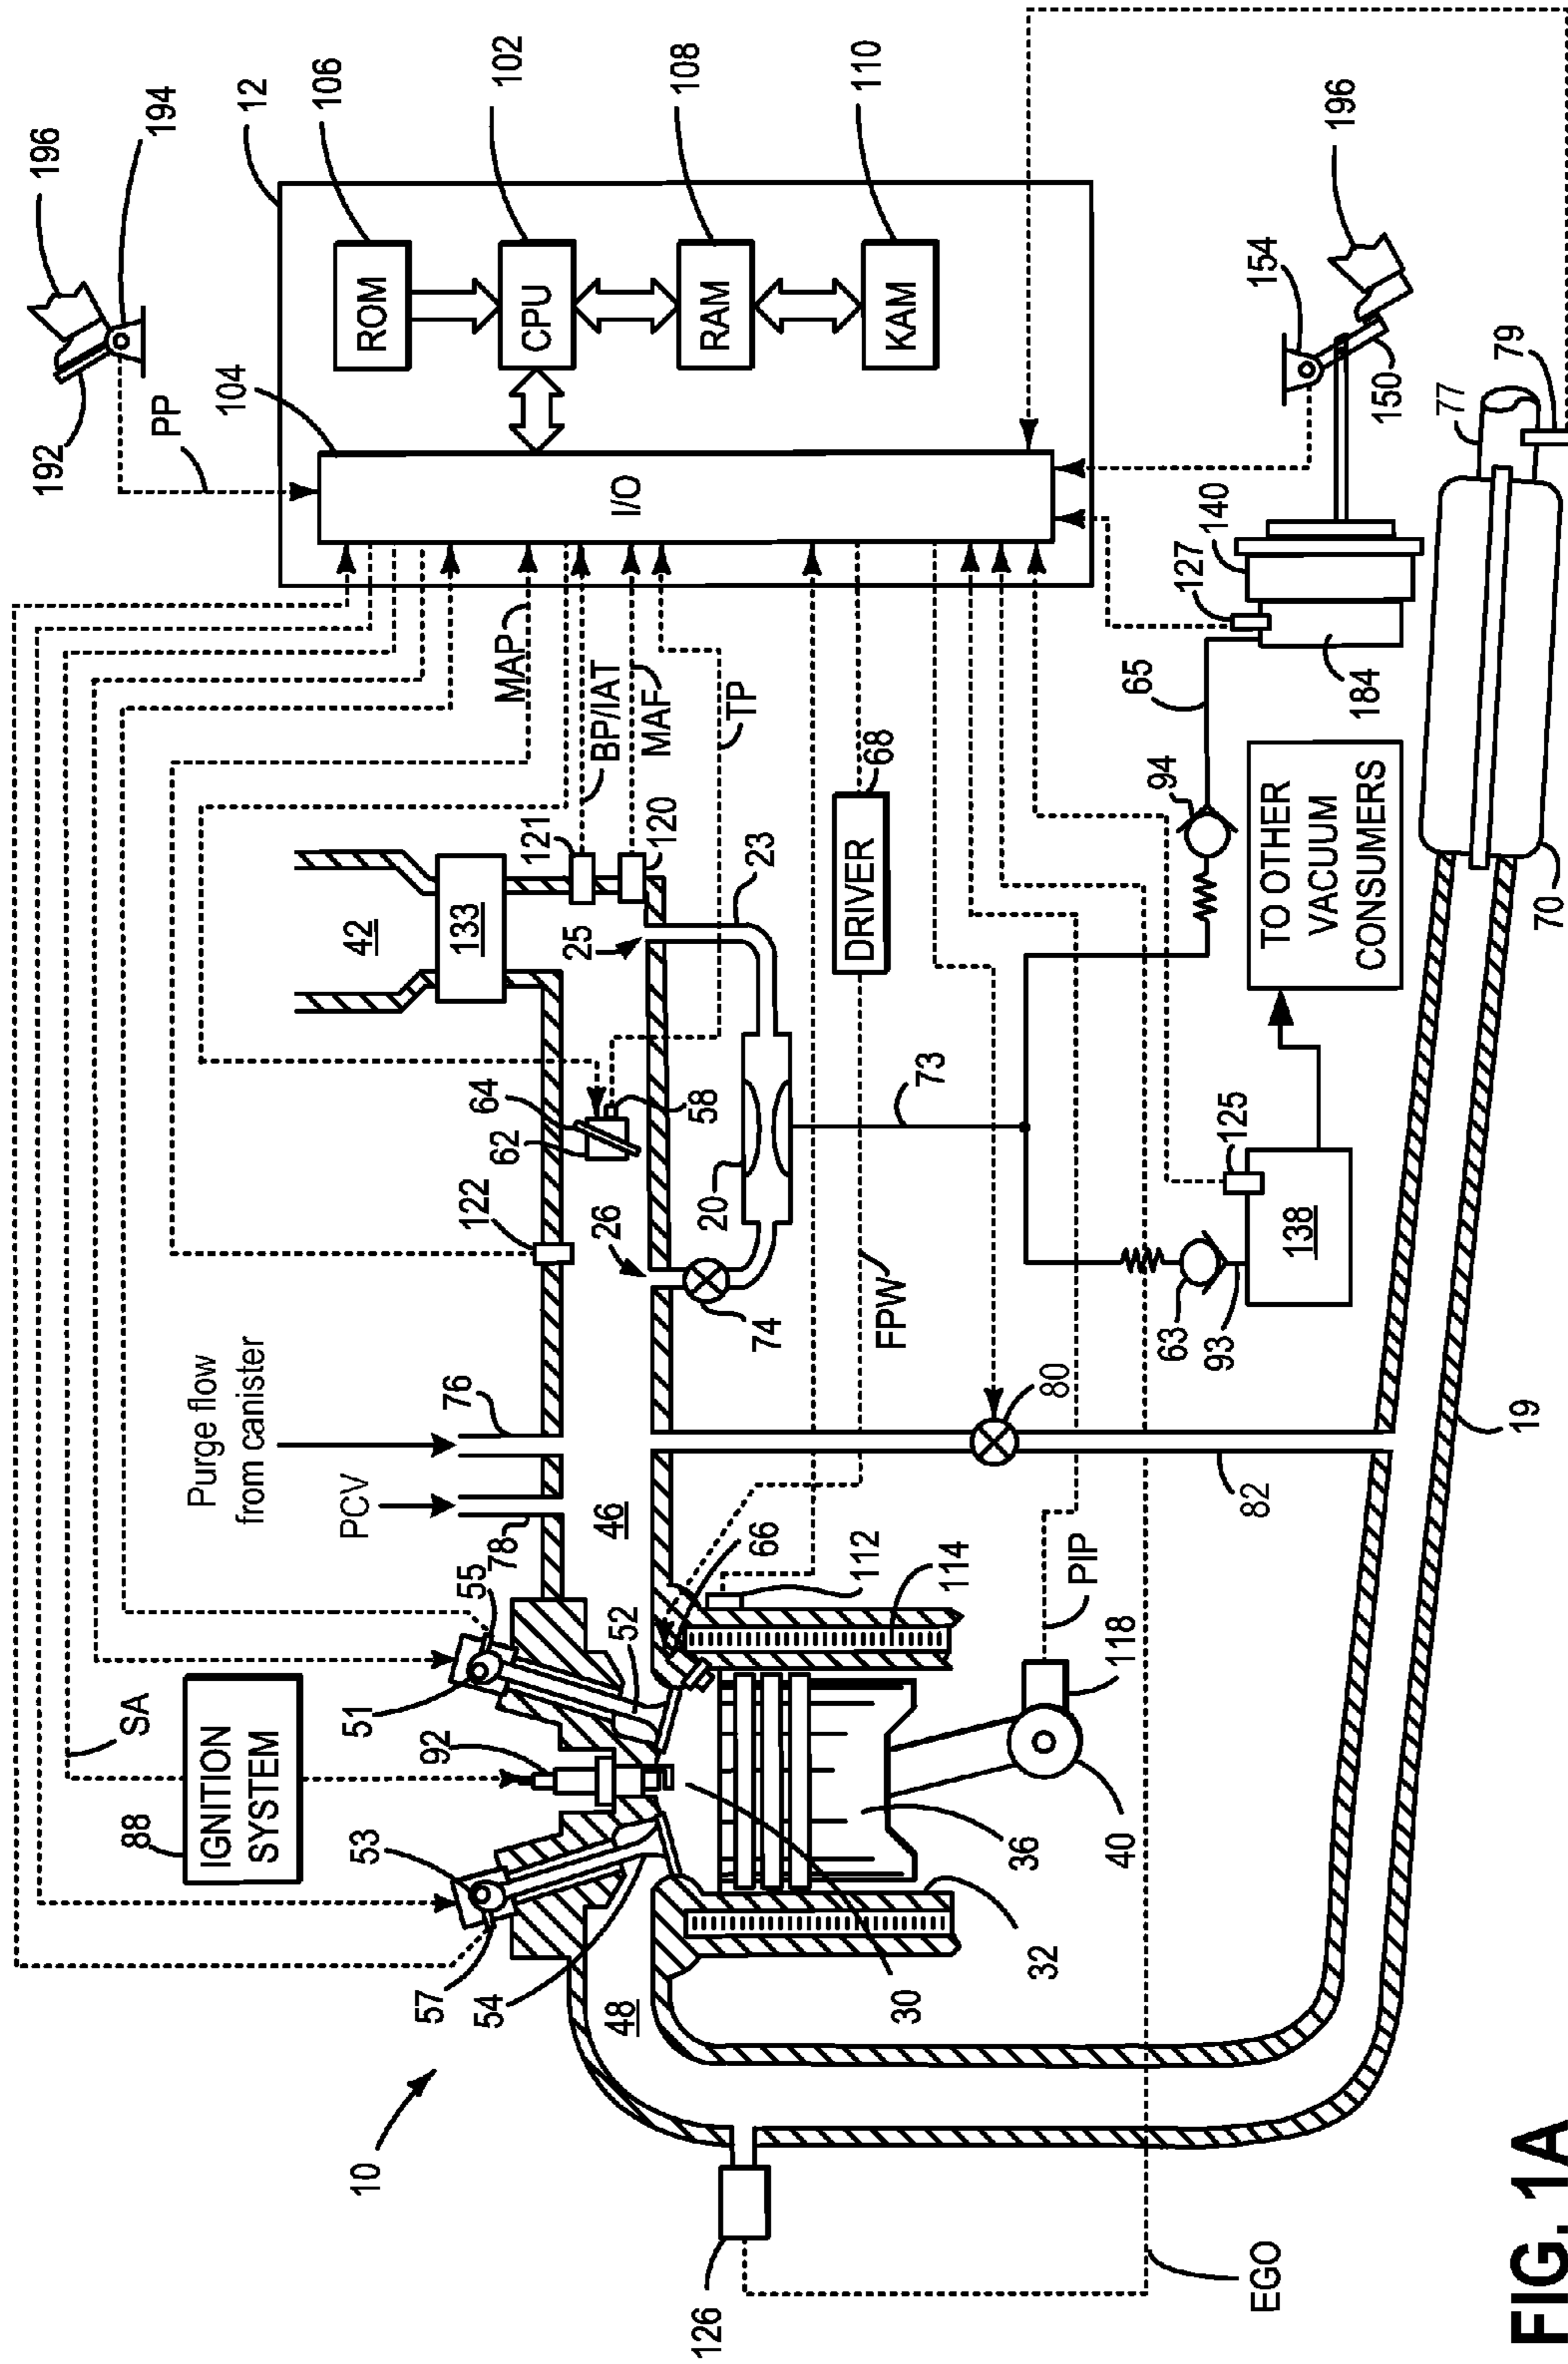 196
194
192
PP
12
106
102
108
110
104
ROM
CPU
RAM
KAM
I/O
196
154
150
77
79
127
140
184
65
94
TO OTHER
VACUUM
CONSUMERS
70
MAP
BP/IAT
MAF
TP
68
DRIVER
121
120
42
133
25
23
64
62
58
73
20
122
26
74
FPW
125
138
63
93
Purge flow
from canister
76
PCV
78
80
82
19
46
66
112
114
PIP
118
55
52
51
SA
92
IGNITION
SYSTEM
88
53
36
40
57
54
48
30
32
10
126
EGO
FIG. 1A